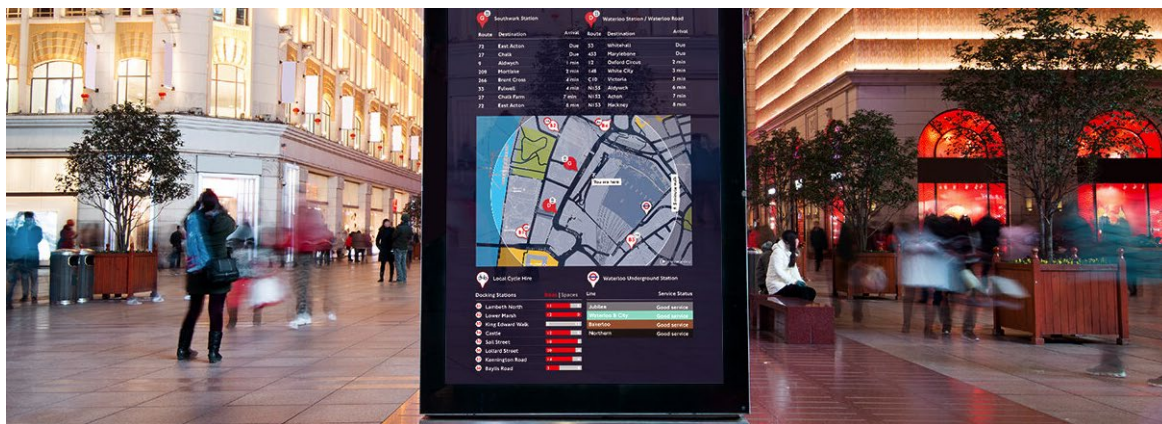 Southwark Station
Route Destination Arrival
72 East Acton Due
27 Chalk Due
9 Aldwych 1 min
209 Mortlake 2 min
266 Brent Cross 4 min
33 Fulwell 4 min
27 Chalk Farm 7 min
72 East Acton 8 min
Waterloo Station / Waterloo Road
Route Destination Arrival
53 Whitehall Due
453 Marylebone Due
12 Oxford Circus 2 min
148 White City 3 min
C10 Victoria 3 min
Aldwych 6 min
Acton 7 min
Hackney 8 min
You are here
Local Cycle Hire
Docking Stations Bikes | Spaces
Lambeth North
Lower Marsh
King Edward Walk
Castle
Sail Street
Lollard Street
Kennington Road
Baylis Road
Waterloo Underground Station
Line Service Status
Jubilee Good service
Waterloo & City Good service
Bakerloo Good service
Northern Good service